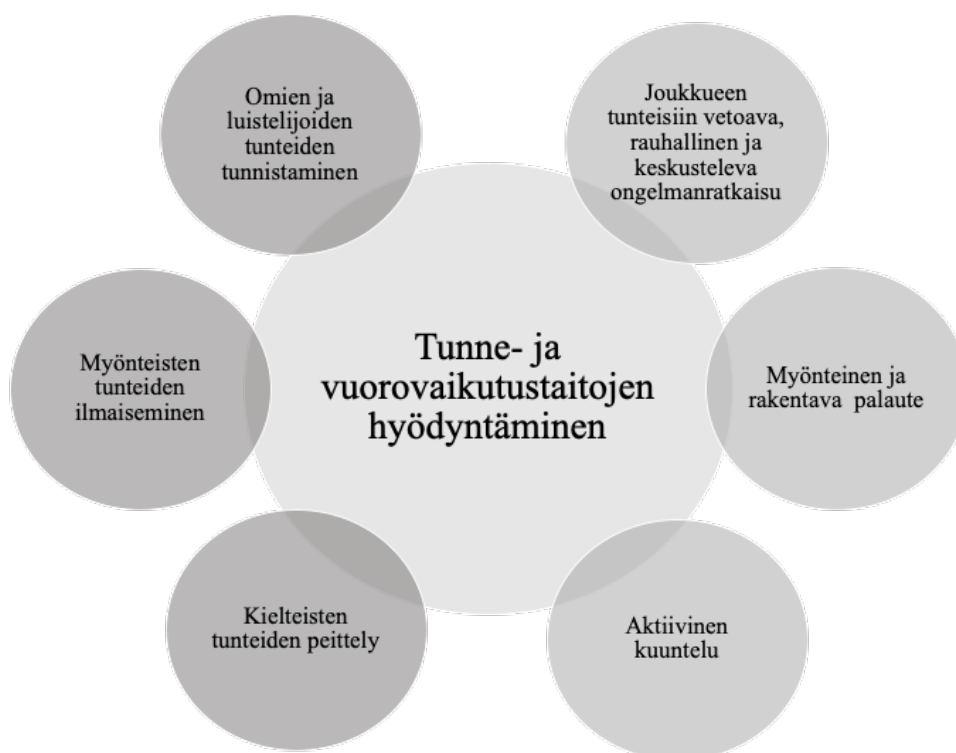 Omien ja
luistelijoiden
tunteiden
tunnistaminen
Joukkueen
tunteisiin vetoava,
rauhallinen ja
keskusteleva
ongelmanratkaisu
Myönteisten
tunteiden
ilmaiseminen
Tunne- ja
vuorovaikutustaitojen
hyödyntäminen
Myönteinen ja
rakentava palaute
Kielteisten
tunteiden peittely
Aktiivinen
kuuntelu